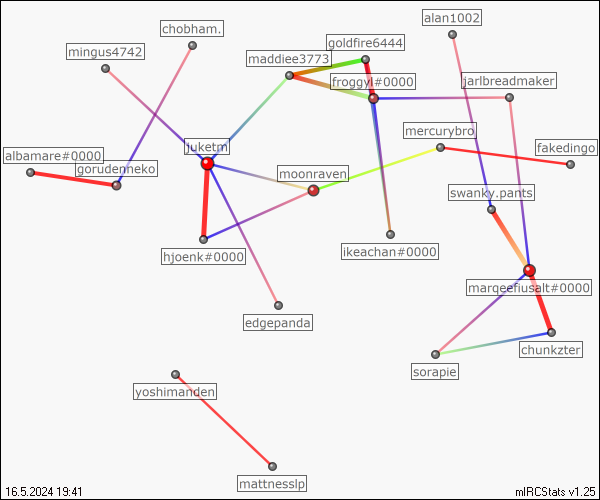 alan1002
chobham.
goldfire6444
mingus4742
maddiee3773
froggyl#0000
jarlbreadmaker
mercurybro
juketm
fakedingo
albamare#0000
gorudenneko
moonraven
swanky.pants
hjoenk#0000
ikeachan#0000
marqeefiusalt#0000
edgepanda
chunkzter
sorapie
yoshimanden
mattnesslp
16.5.2024 19:41
mIRCStats v1.25